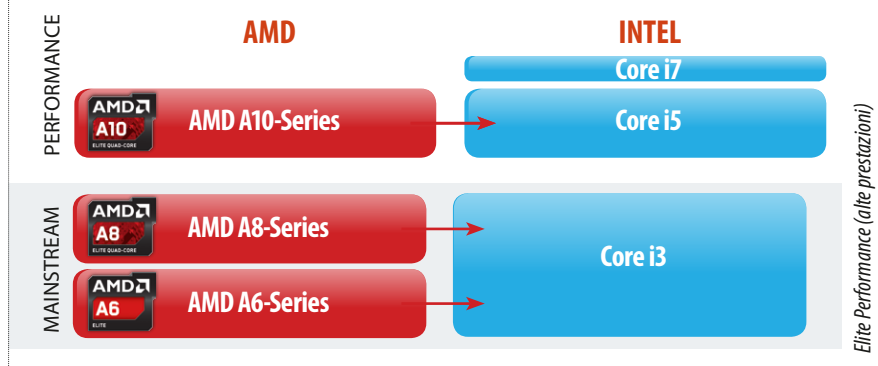 AMD
INTEL
PERFORMANCE
Core i7
AMD
A10
ELITE QUAD-CORE
AMD A10-Series
Core i5
MAINSTREAM
AMD
A8
ELITE QUAD-CORE
AMD A8-Series
Core i3
AMD
A6
ELITE
AMD A6-Series
Elite Performance (alte prestazioni)